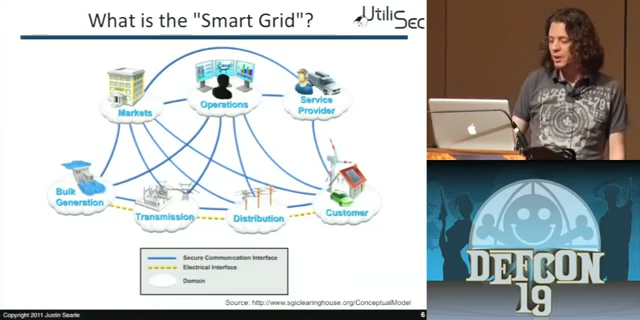 What is the "Smart Grid"?
UtiliSec
Markets
Operations
Service
Provider
Bulk
Generation
Transmission
Distribution
Customer
Secure Communication Interface
Electrical Interface
Domain
Source: http://www.sgiclearinghouse.org/ConceptualModel
Copyright 2011 Justin Searle
6
DEFCON
19